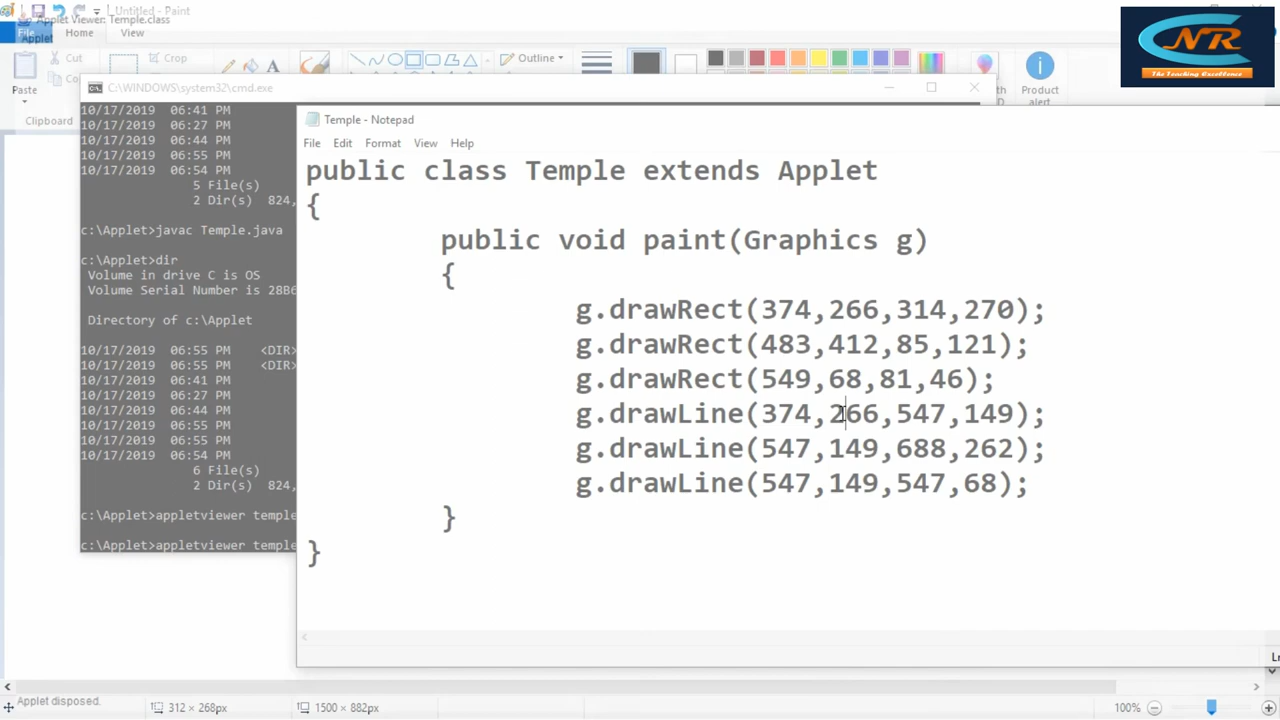 Untitled - Paint
Applet Viewer: Temple.class
File
Home
View
Applet
Cut
Crop
Outline
Paste
Product
alert
Clipboard
NR
The Teaching Excellence
C:\WINDOWS\system32\cmd.exe
10/17/2019 06:41 PM
10/17/2019 06:27 PM
10/17/2019 06:44 PM
10/17/2019 06:55 PM
10/17/2019 06:54 PM
5 File(s)
2 Dir(s) 824,
c:\Applet>javac Temple.java
c:\Applet>dir
Volume in drive C is OS
Volume Serial Number is 2886
Directory of c:\Applet
10/17/2019 06:55 PM <DIR>
10/17/2019 06:55 PM <DIR>
10/17/2019 06:41 PM
10/17/2019 06:27 PM
10/17/2019 06:44 PM
10/17/2019 06:55 PM
10/17/2019 06:54 PM
6 File(s)
2 Dir(s) 824,
c:\Applet>appletviewer temple
c:\Applet>appletviewer temple
Temple - Notepad
File Edit Format View Help
public class Temple extends Applet
{
public void paint(Graphics g)
{
g.drawRect(374,266,314,270);
g.drawRect(483,412,85,121);
g.drawRect(549,68,81,46);
g.drawLine(374,266,547,149);
g.drawLine(547,149,688,262);
g.drawLine(547,149,547,68);
}
}
Ln
Applet disposed.
312 × 268px
1500 × 882px
100%